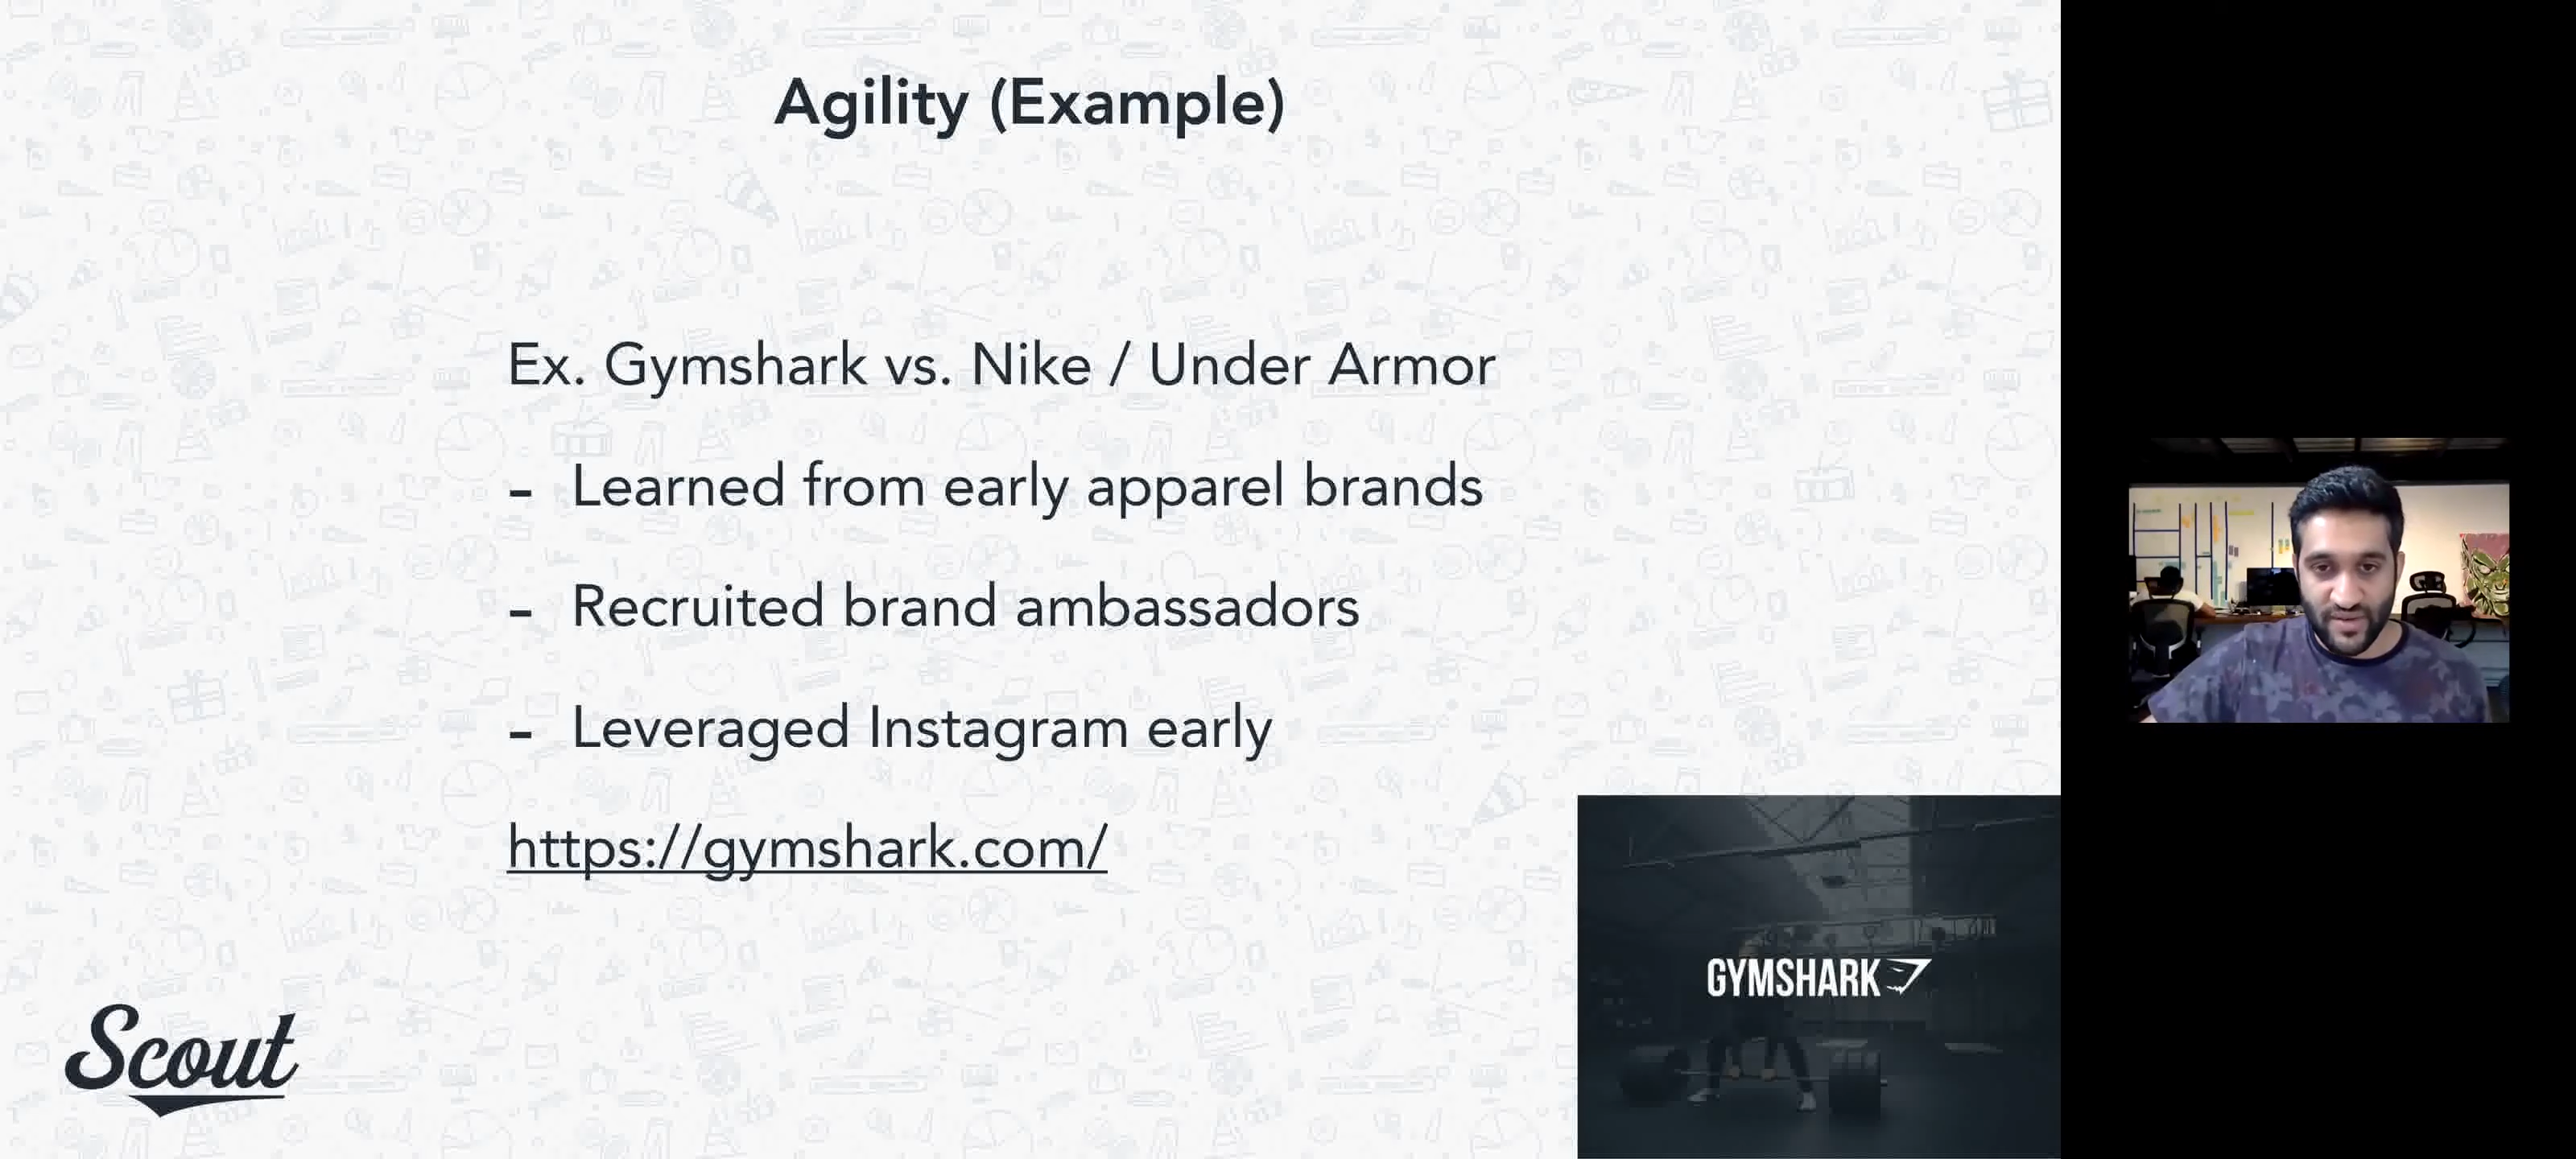 Agility (Example)
Ex. Gymshark vs. Nike / Under Armor
- Learned from early apparel brands
- Recruited brand ambassadors
- Leveraged Instagram early
https://gymshark.com/
GYMSHARK
Scout